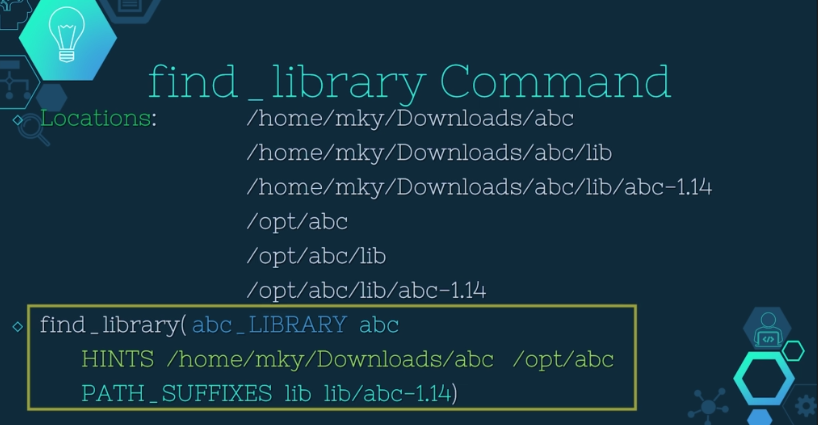 find_library Command
Locations: /home/mky/Downloads/abc
/home/mky/Downloads/abc/lib
/home/mky/Downloads/abc/lib/abc-1.14
/opt/abc
/opt/abc/lib
/opt/abc/lib/abc-1.14
find_library( abc_LIBRARY abc
HINTS /home/mky/Downloads/abc /opt/abc
PATH_SUFFIXES lib lib/abc-1.14)